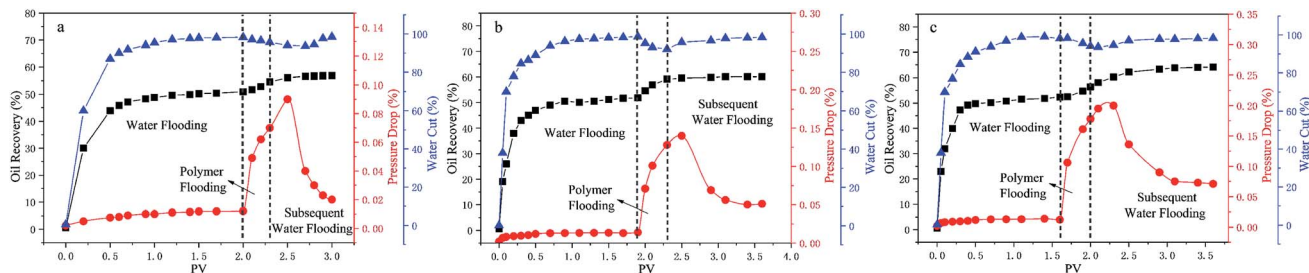 a
Oil Recovery (%)
80
70
60
50
40
30
20
10
0
0.0 0.5 1.0 1.5 2.0 2.5 3.0
PV
Water Flooding
Polymer
Flooding
Subsequent
Water Flooding
0.14
0.12
0.10
0.08
0.06
0.04
0.02
0.00
Pressure Drop (%)
100
80
60
40
20
0
Water Cut (%)
b
Oil Recovery (%)
80
70
60
50
40
30
20
10
0
0.0 0.5 1.0 1.5 2.0 2.5 3.0 3.5 4.0
PV
Water Flooding
Polymer
Flooding
Subsequent
Water Flooding
0.30
0.25
0.20
0.15
0.10
0.05
0.00
Pressure Drop (%)
100
80
60
40
20
0
Water Cut (%)
c
Oil Recovery (%)
80
70
60
50
40
30
20
10
0
0.0 0.5 1.0 1.5 2.0 2.5 3.0 3.5
PV
Water Flooding
Polymer
Flooding
Subsequent
Water Flooding
0.35
0.30
0.25
0.20
0.15
0.10
0.05
0.00
Pressure Drop (%)
100
80
60
40
20
0
Water Cut (%)